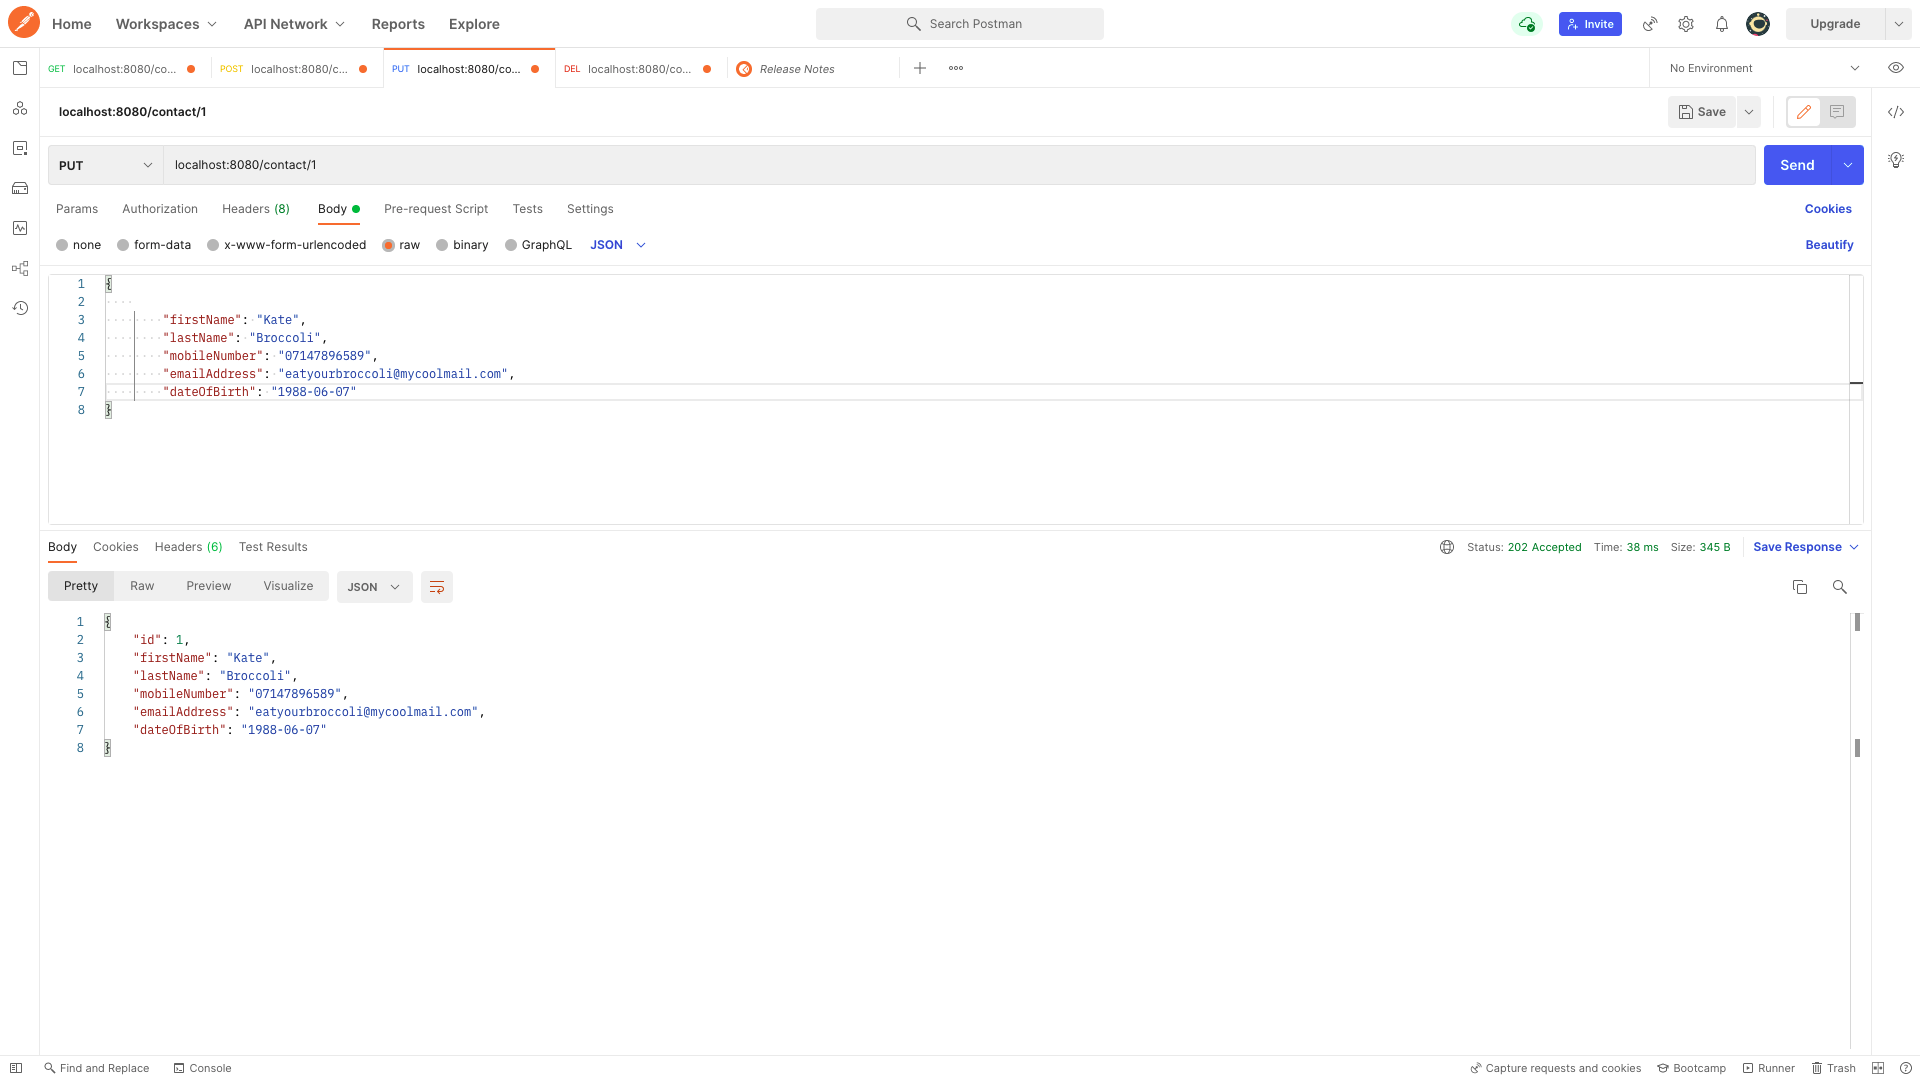 Home Workspaces API Network Reports Explore Search Postman Invite Upgrade
GET localhost:8080/co... POST localhost:8080/c... PUT localhost:8080/co... DEL localhost:8080/co... Release Notes No Environment
localhost:8080/contact/1 Save
PUT localhost:8080/contact/1 Send
Params Authorization Headers (8) Body Pre-request Script Tests Settings Cookies
none form-data x-www-form-urlencoded raw binary GraphQL JSON Beautify
1 {
2
3 "firstName": "Kate",
4 "lastName": "Broccoli",
5 "mobileNumber": "07147896589",
6 "emailAddress": "eatyourbroccoli@mycoolmail.com",
7 "dateOfBirth": "1988-06-07"
8 }
Body Cookies Headers (6) Test Results Status: 202 Accepted Time: 38 ms Size: 345 B Save Response
Pretty Raw Preview Visualize JSON
1 {
2 "id": 1,
3 "firstName": "Kate",
4 "lastName": "Broccoli",
5 "mobileNumber": "07147896589",
6 "emailAddress": "eatyourbroccoli@mycoolmail.com",
7 "dateOfBirth": "1988-06-07"
8 }
Find and Replace Console Capture requests and cookies Bootcamp Runner Trash